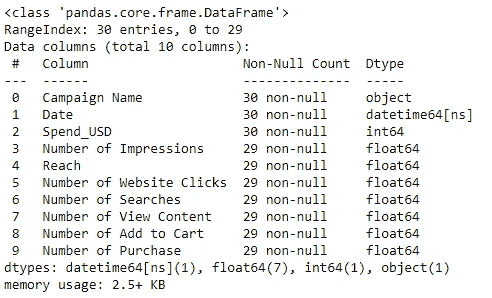 <class 'pandas.core.frame.DataFrame'>
RangeIndex: 30 entries, 0 to 29
Data columns (total 10 columns):
 #   Column                    Non-Null Count  Dtype
---  ------                    --------------  -----
 0   Campaign Name             30 non-null     object
 1   Date                      30 non-null     datetime64[ns]
 2   Spend_USD                 30 non-null     int64
 3   Number of Impressions     29 non-null     float64
 4   Reach                     29 non-null     float64
 5   Number of Website Clicks  29 non-null     float64
 6   Number of Searches        29 non-null     float64
 7   Number of View Content    29 non-null     float64
 8   Number of Add to Cart     29 non-null     float64
 9   Number of Purchase        29 non-null     float64
dtypes: datetime64[ns](1), float64(7), int64(1), object(1)
memory usage: 2.5+ KB